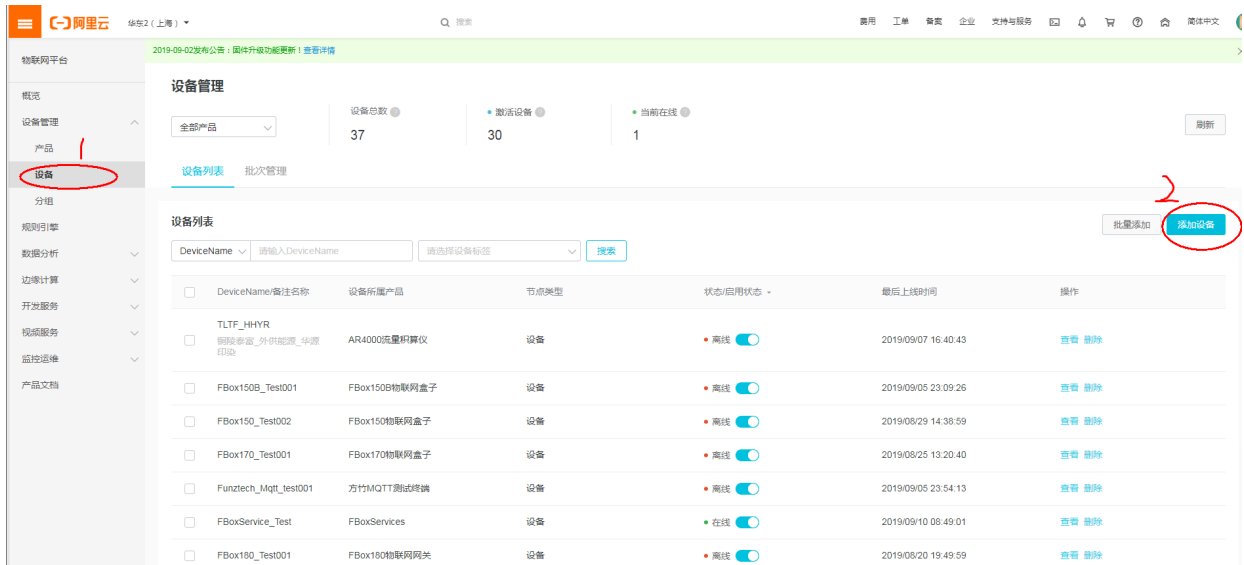 阿里云 华东2（上海） 搜索 费用 工单 备案 企业 支持与服务 简体中文
物联网平台
2019-09-02发布公告：固件升级功能更新！查看详情
概览
设备管理
产品
1
设备
分组
规则引擎
数据分析
边缘计算
开发服务
视频服务
监控运维
产品文档
设备管理
全部产品
设备总数
37
激活设备
30
当前在线
1
刷新
设备列表 批次管理
2
设备列表 批量添加 添加设备
DeviceName 请输入DeviceName 请选择设备标签 搜索
DeviceName/备注名称 设备所属产品 节点类型 状态/启用状态 最后上线时间 操作
TLTF_HHYR
铜陵泰富_外供能源_华源
印染
AR4000流量积算仪 设备 离线 2019/09/07 16:40:43 查看 删除
FBox150B_Test001 FBox150B物联网盒子 设备 离线 2019/09/05 23:09:26 查看 删除
FBox150_Test002 FBox150物联网盒子 设备 离线 2019/08/29 14:38:59 查看 删除
FBox170_Test001 FBox170物联网盒子 设备 离线 2019/08/25 13:20:40 查看 删除
Funztech_Mqtt_test001 方竹MQTT测试终端 设备 离线 2019/09/05 23:54:13 查看 删除
FBoxService_Test FBoxServices 设备 在线 2019/09/10 08:49:01 查看 删除
FBox180_Test001 FBox180物联网网关 设备 离线 2019/08/20 19:49:59 查看 删除